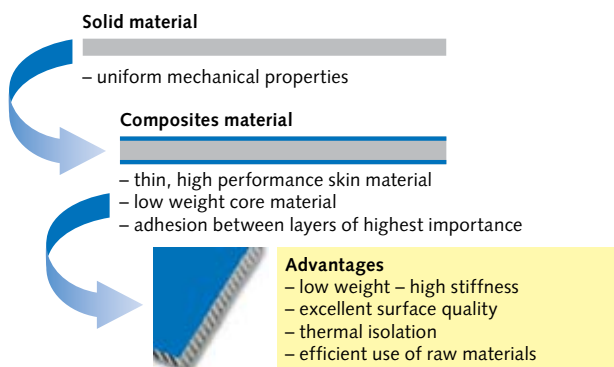 Solid material
– uniform mechanical properties
Composites material
– thin, high performance skin material
– low weight core material
– adhesion between layers of highest importance
Advantages
– low weight – high stiffness
– excellent surface quality
– thermal isolation
– efficient use of raw materials